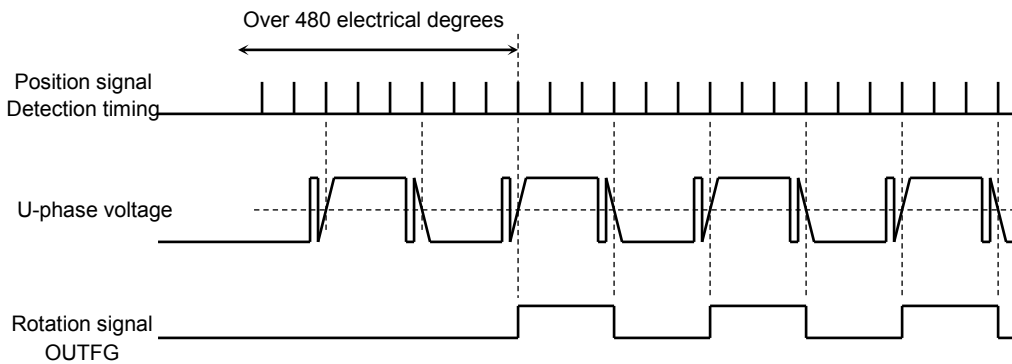 Over 480 electrical degrees
Position signal
Detection timing
U-phase voltage
Rotation signal
OUTFG